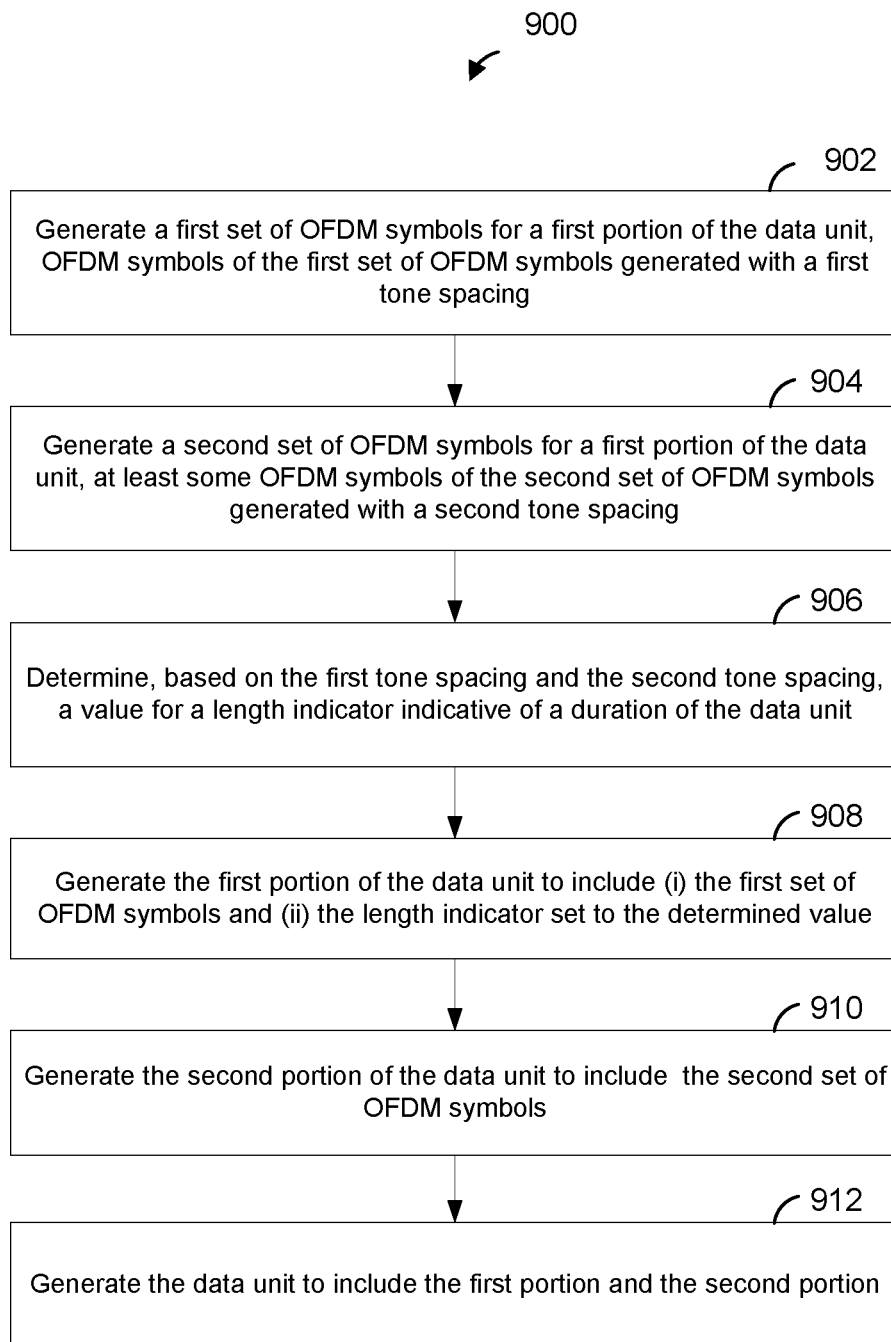 900
902
Generate a first set of OFDM symbols for a first portion of the data unit,
OFDM symbols of the first set of OFDM symbols generated with a first
tone spacing
904
Generate a second set of OFDM symbols for a first portion of the data
unit, at least some OFDM symbols of the second set of OFDM symbols
generated with a second tone spacing
906
Determine, based on the first tone spacing and the second tone spacing,
a value for a length indicator indicative of a duration of the data unit
908
Generate the first portion of the data unit to include (i) the first set of
OFDM symbols and (ii) the length indicator set to the determined value
910
Generate the second portion of the data unit to include  the second set of
OFDM symbols
912
Generate the data unit to include the first portion and the second portion